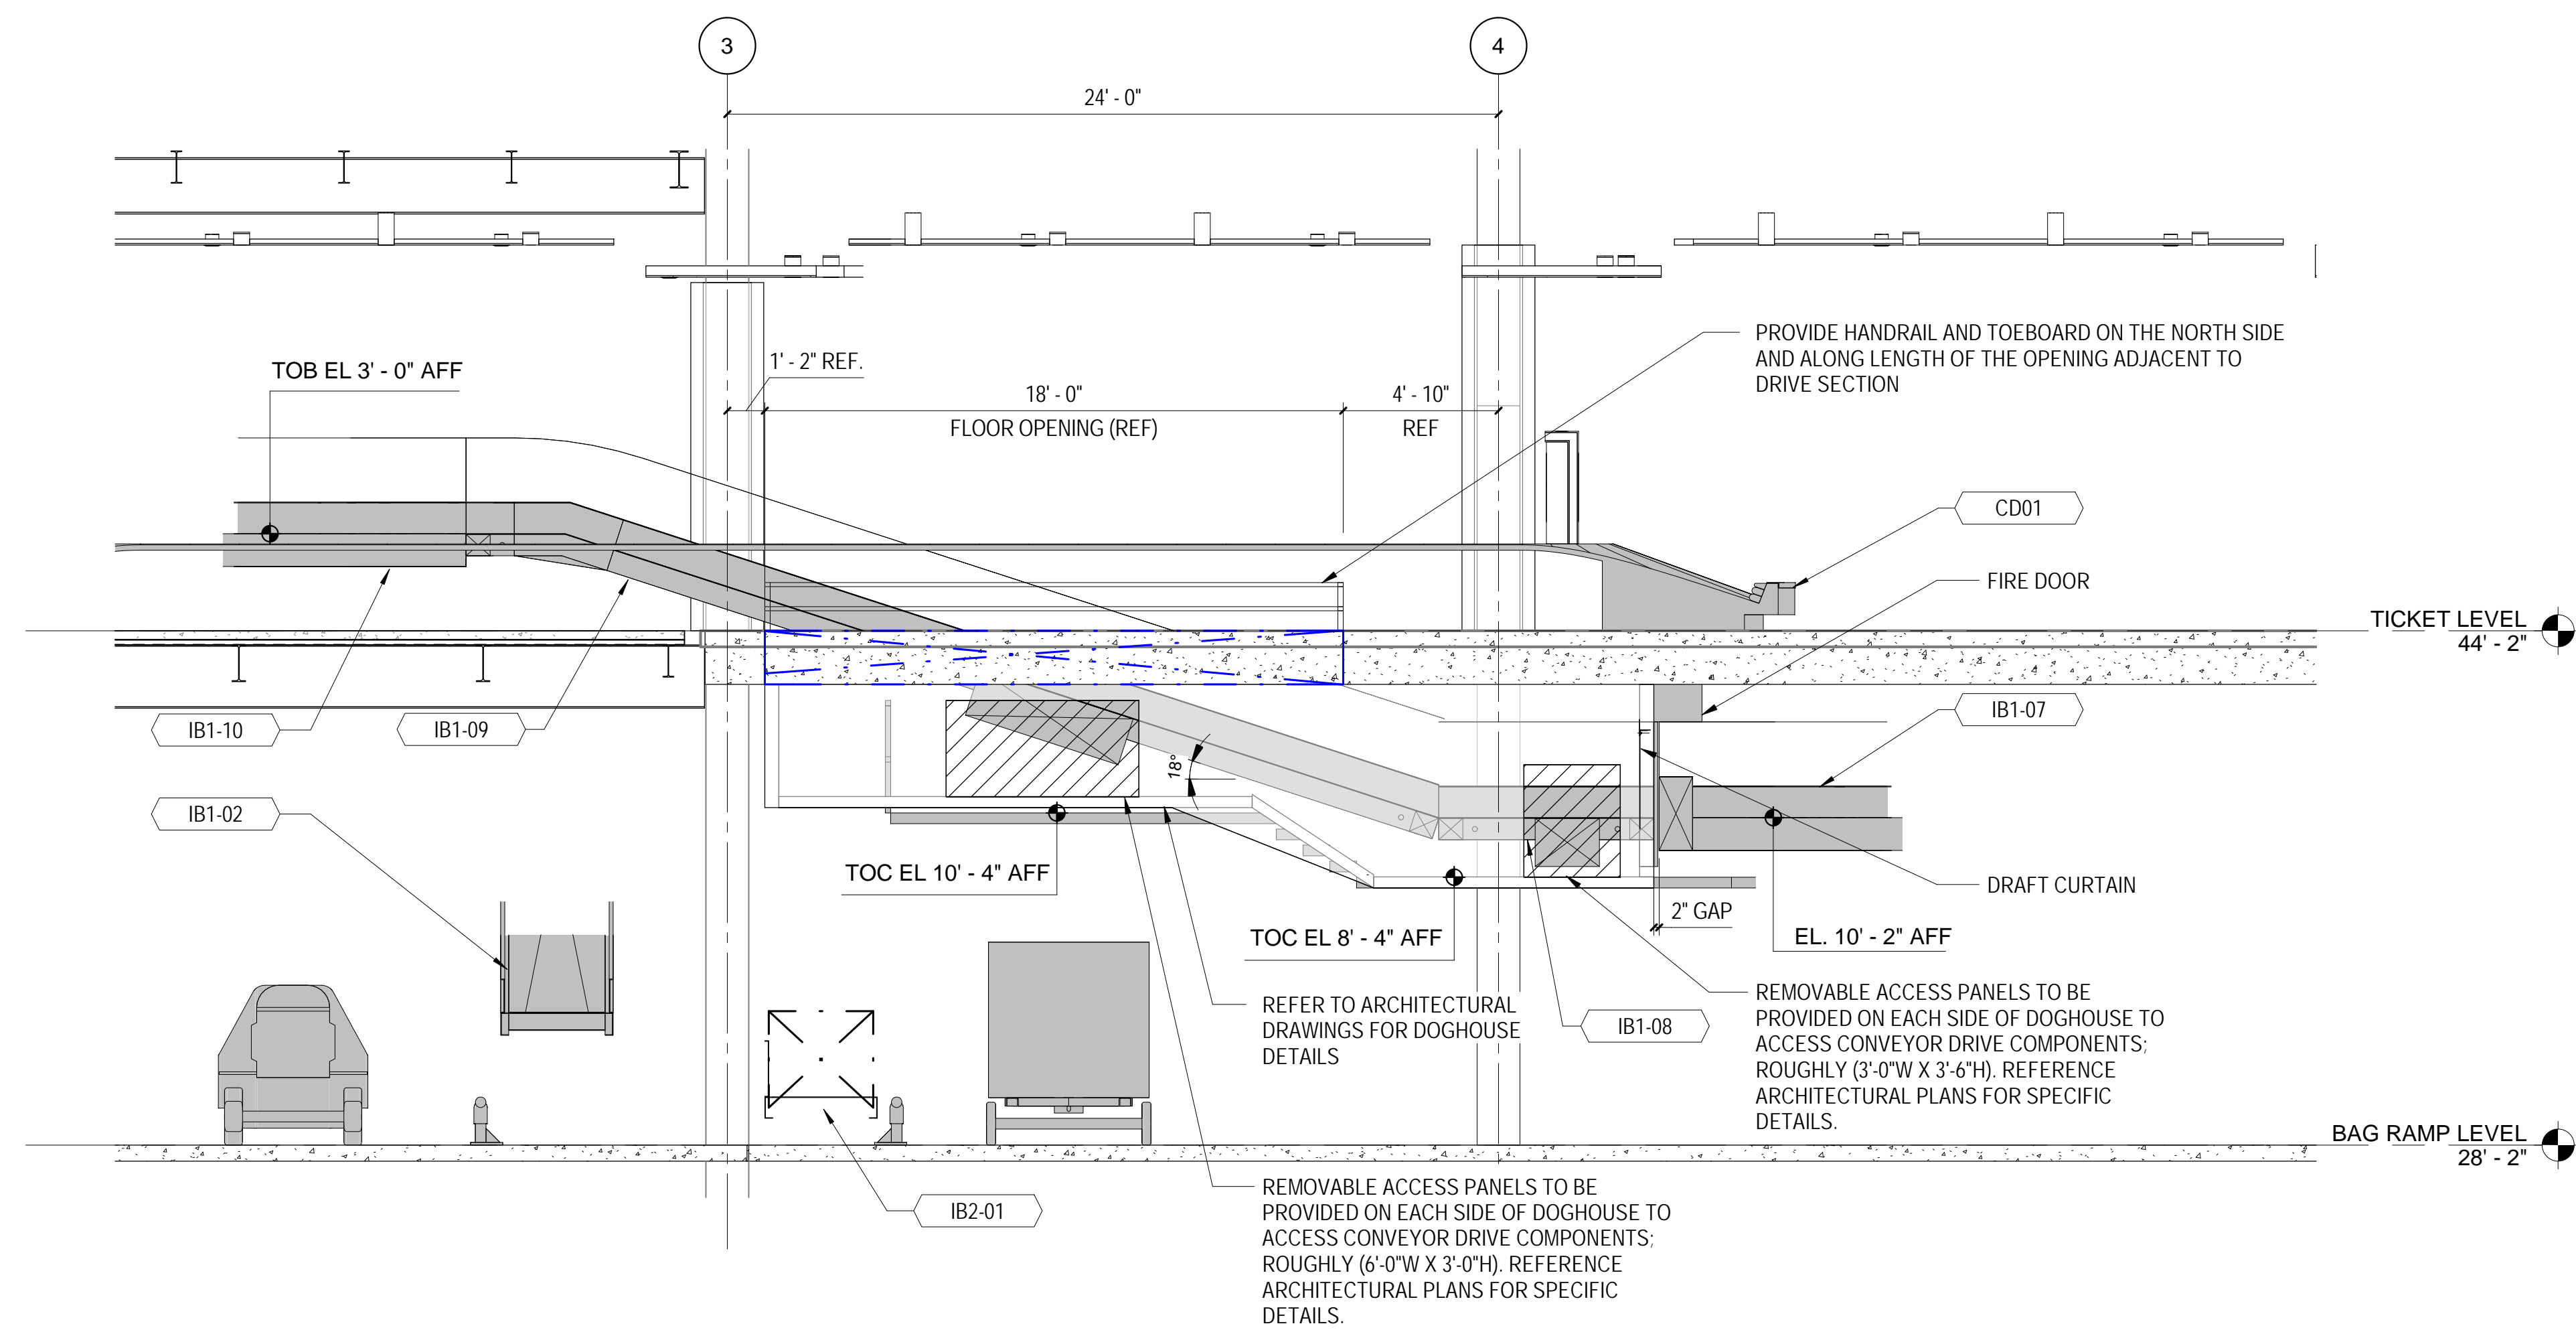 3
4
24' - 0"
PROVIDE HANDRAIL AND TOEBOARD ON THE NORTH SIDE
AND ALONG LENGTH OF THE OPENING ADJACENT TO
DRIVE SECTION
TOB EL 3' - 0" AFF
1' - 2" REF.
18' - 0"
FLOOR OPENING (REF)
4' - 10"
REF
CD01
FIRE DOOR
TICKET LEVEL
44' - 2"
IB1-10
IB1-09
IB1-07
18°
IB1-02
TOC EL 10' - 4" AFF
DRAFT CURTAIN
2" GAP
TOC EL 8' - 4" AFF
EL. 10' - 2" AFF
REFER TO ARCHITECTURAL
DRAWINGS FOR DOGHOUSE
DETAILS
IB1-08
REMOVABLE ACCESS PANELS TO BE
PROVIDED ON EACH SIDE OF DOGHOUSE TO
ACCESS CONVEYOR DRIVE COMPONENTS;
ROUGHLY (3'-0"W X 3'-6"H). REFERENCE
ARCHITECTURAL PLANS FOR SPECIFIC
DETAILS.
BAG RAMP LEVEL
28' - 2"
IB2-01
REMOVABLE ACCESS PANELS TO BE
PROVIDED ON EACH SIDE OF DOGHOUSE TO
ACCESS CONVEYOR DRIVE COMPONENTS;
ROUGHLY (6'-0"W X 3'-0"H). REFERENCE
ARCHITECTURAL PLANS FOR SPECIFIC
DETAILS.